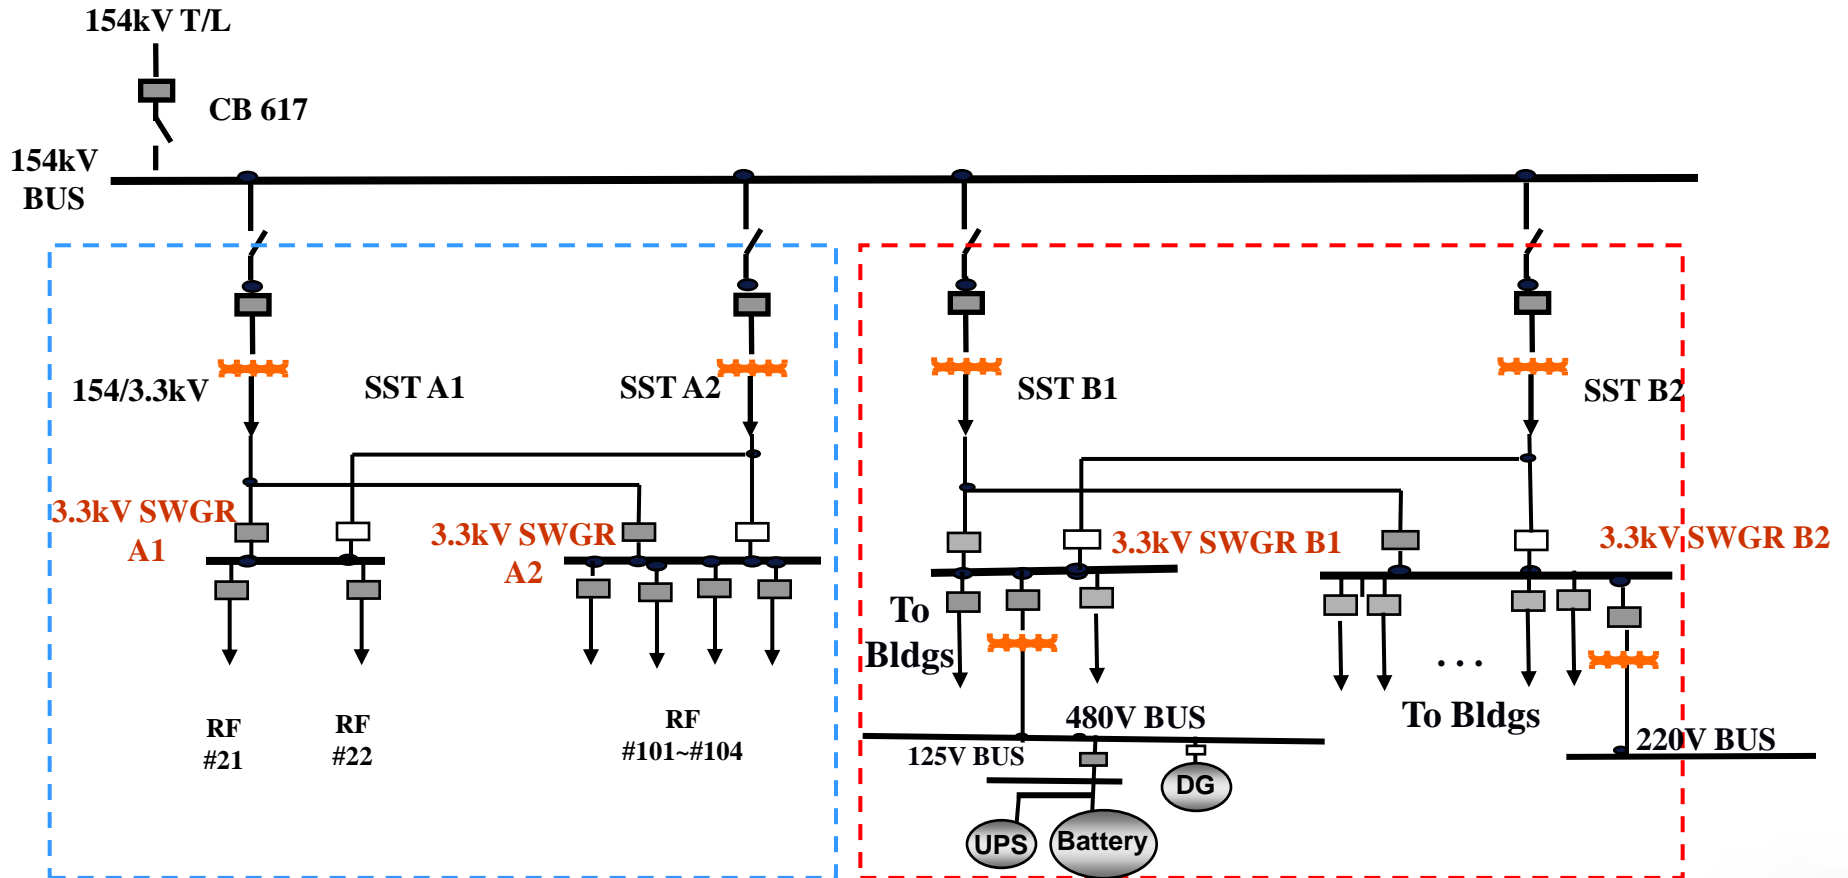 154kV T/L
CB 617
154kV
BUS
154/3.3kV
SST A1
SST A2
SST B1
SST B2
3.3kV SWGR
A1
3.3kV SWGR
A2
3.3kV SWGR B1
3.3kV SWGR B2
To
Bldgs
. . .
To Bldgs
RF
#21
RF
#22
RF
#101~#104
480V BUS
125V BUS
220V BUS
DG
UPS
Battery